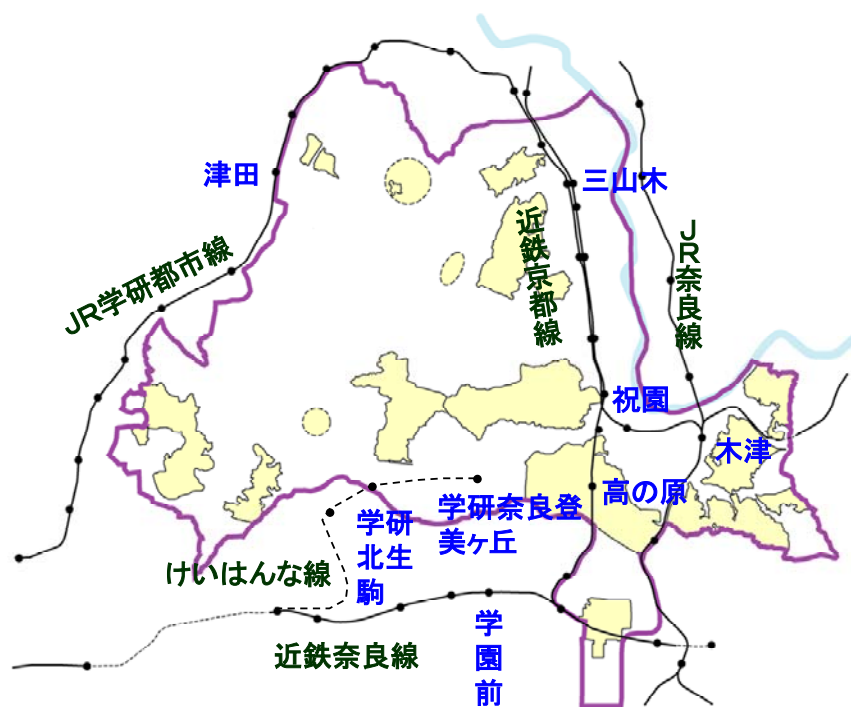 津田
三山木
JR学研都市線
近鉄京都線
JR奈良線
祝園
木津
高の原
学研
北生
駒
学研奈良登
美ヶ丘
けいはんな線
近鉄奈良線
学園前